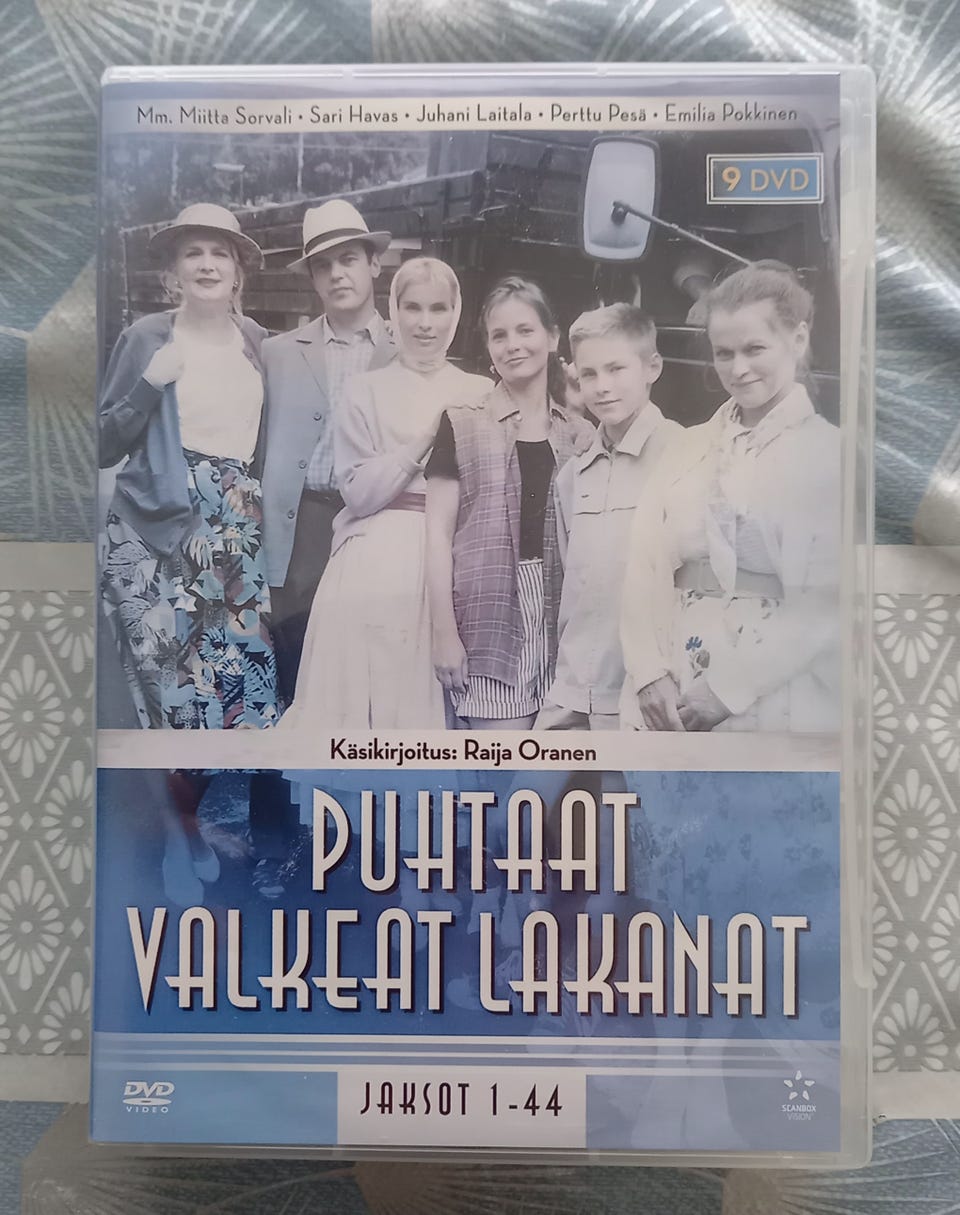 Mm. Miitta Sorvali • Sari Havas • Juhani Laitala • Perttu Pesä • Emilia Pokkinen
9 DVD
Käsikirjoitus: Raija Oranen
PUHTAAT
VALKEAT LAKANAT
JAKSOT 1-44
DVD
VIDEO
SCANBOX
VISION